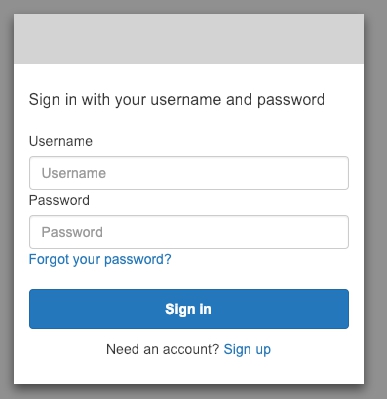 Sign in with your username and password
Username
Username
Password
Password
Forgot your password?
Sign in
Need an account? Sign up